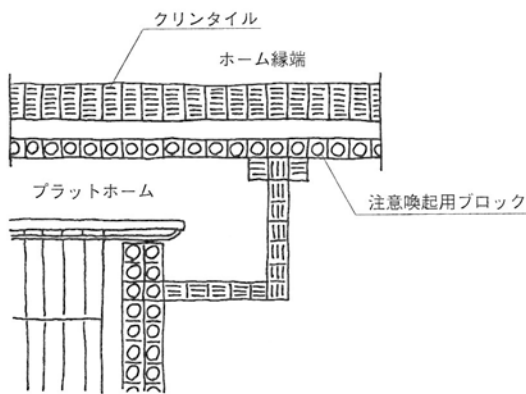 クリンタイル
ホーム縁端
プラットホーム
注意喚起用ブロック